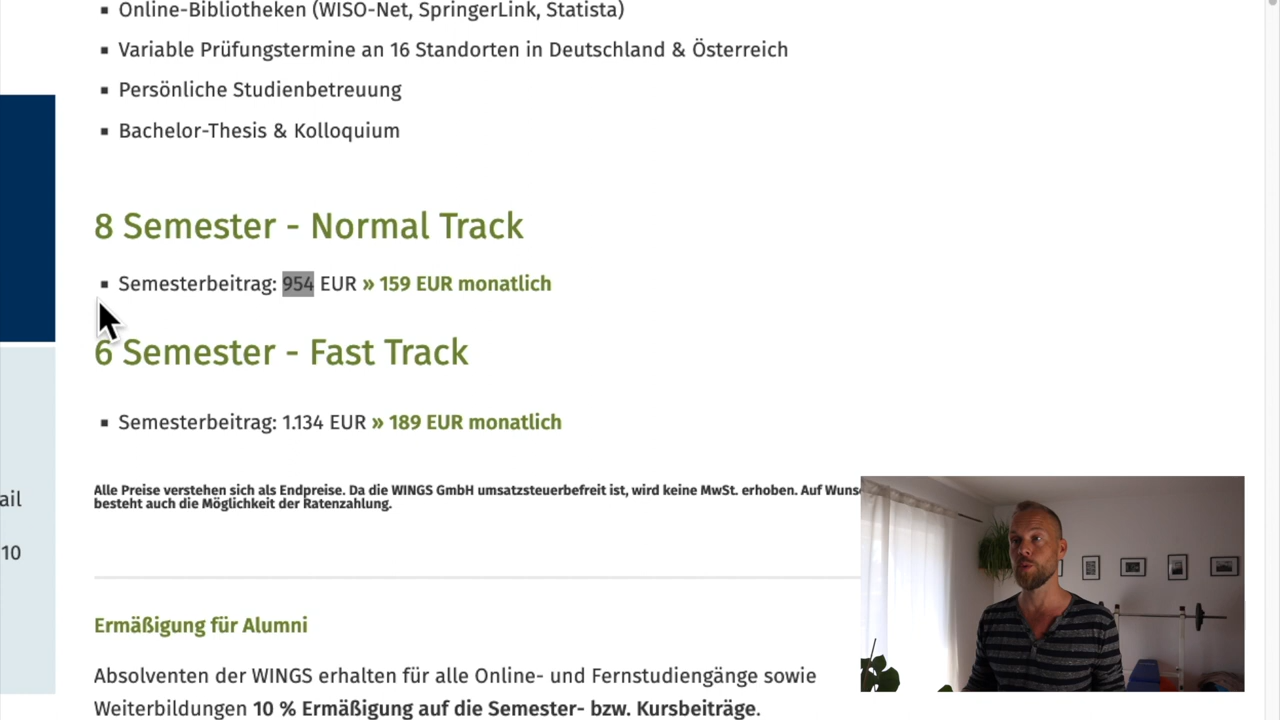 Online-Bibliotheken (WISO-Net, SpringerLink, Statista)
Variable Prüfungstermine an 16 Standorten in Deutschland & Österreich
Persönliche Studienbetreuung
Bachelor-Thesis & Kolloquium
8 Semester - Normal Track
Semesterbeitrag: 954 EUR » 159 EUR monatlich
6 Semester - Fast Track
Semesterbeitrag: 1.134 EUR » 189 EUR monatlich
ail
10
Alle Preise verstehen sich als Endpreise. Da die WINGS GmbH umsatzsteuerbefreit ist, wird keine MwSt. erhoben. Auf
besteht auch die Möglichkeit der Ratenzahlung.
Ermäßigung für Alumni
Absolventen der WINGS erhalten für alle Online- und Fernstudiengänge sowie
Weiterbildungen 10 % Ermäßigung auf die Semester- bzw. Kursbeiträge.